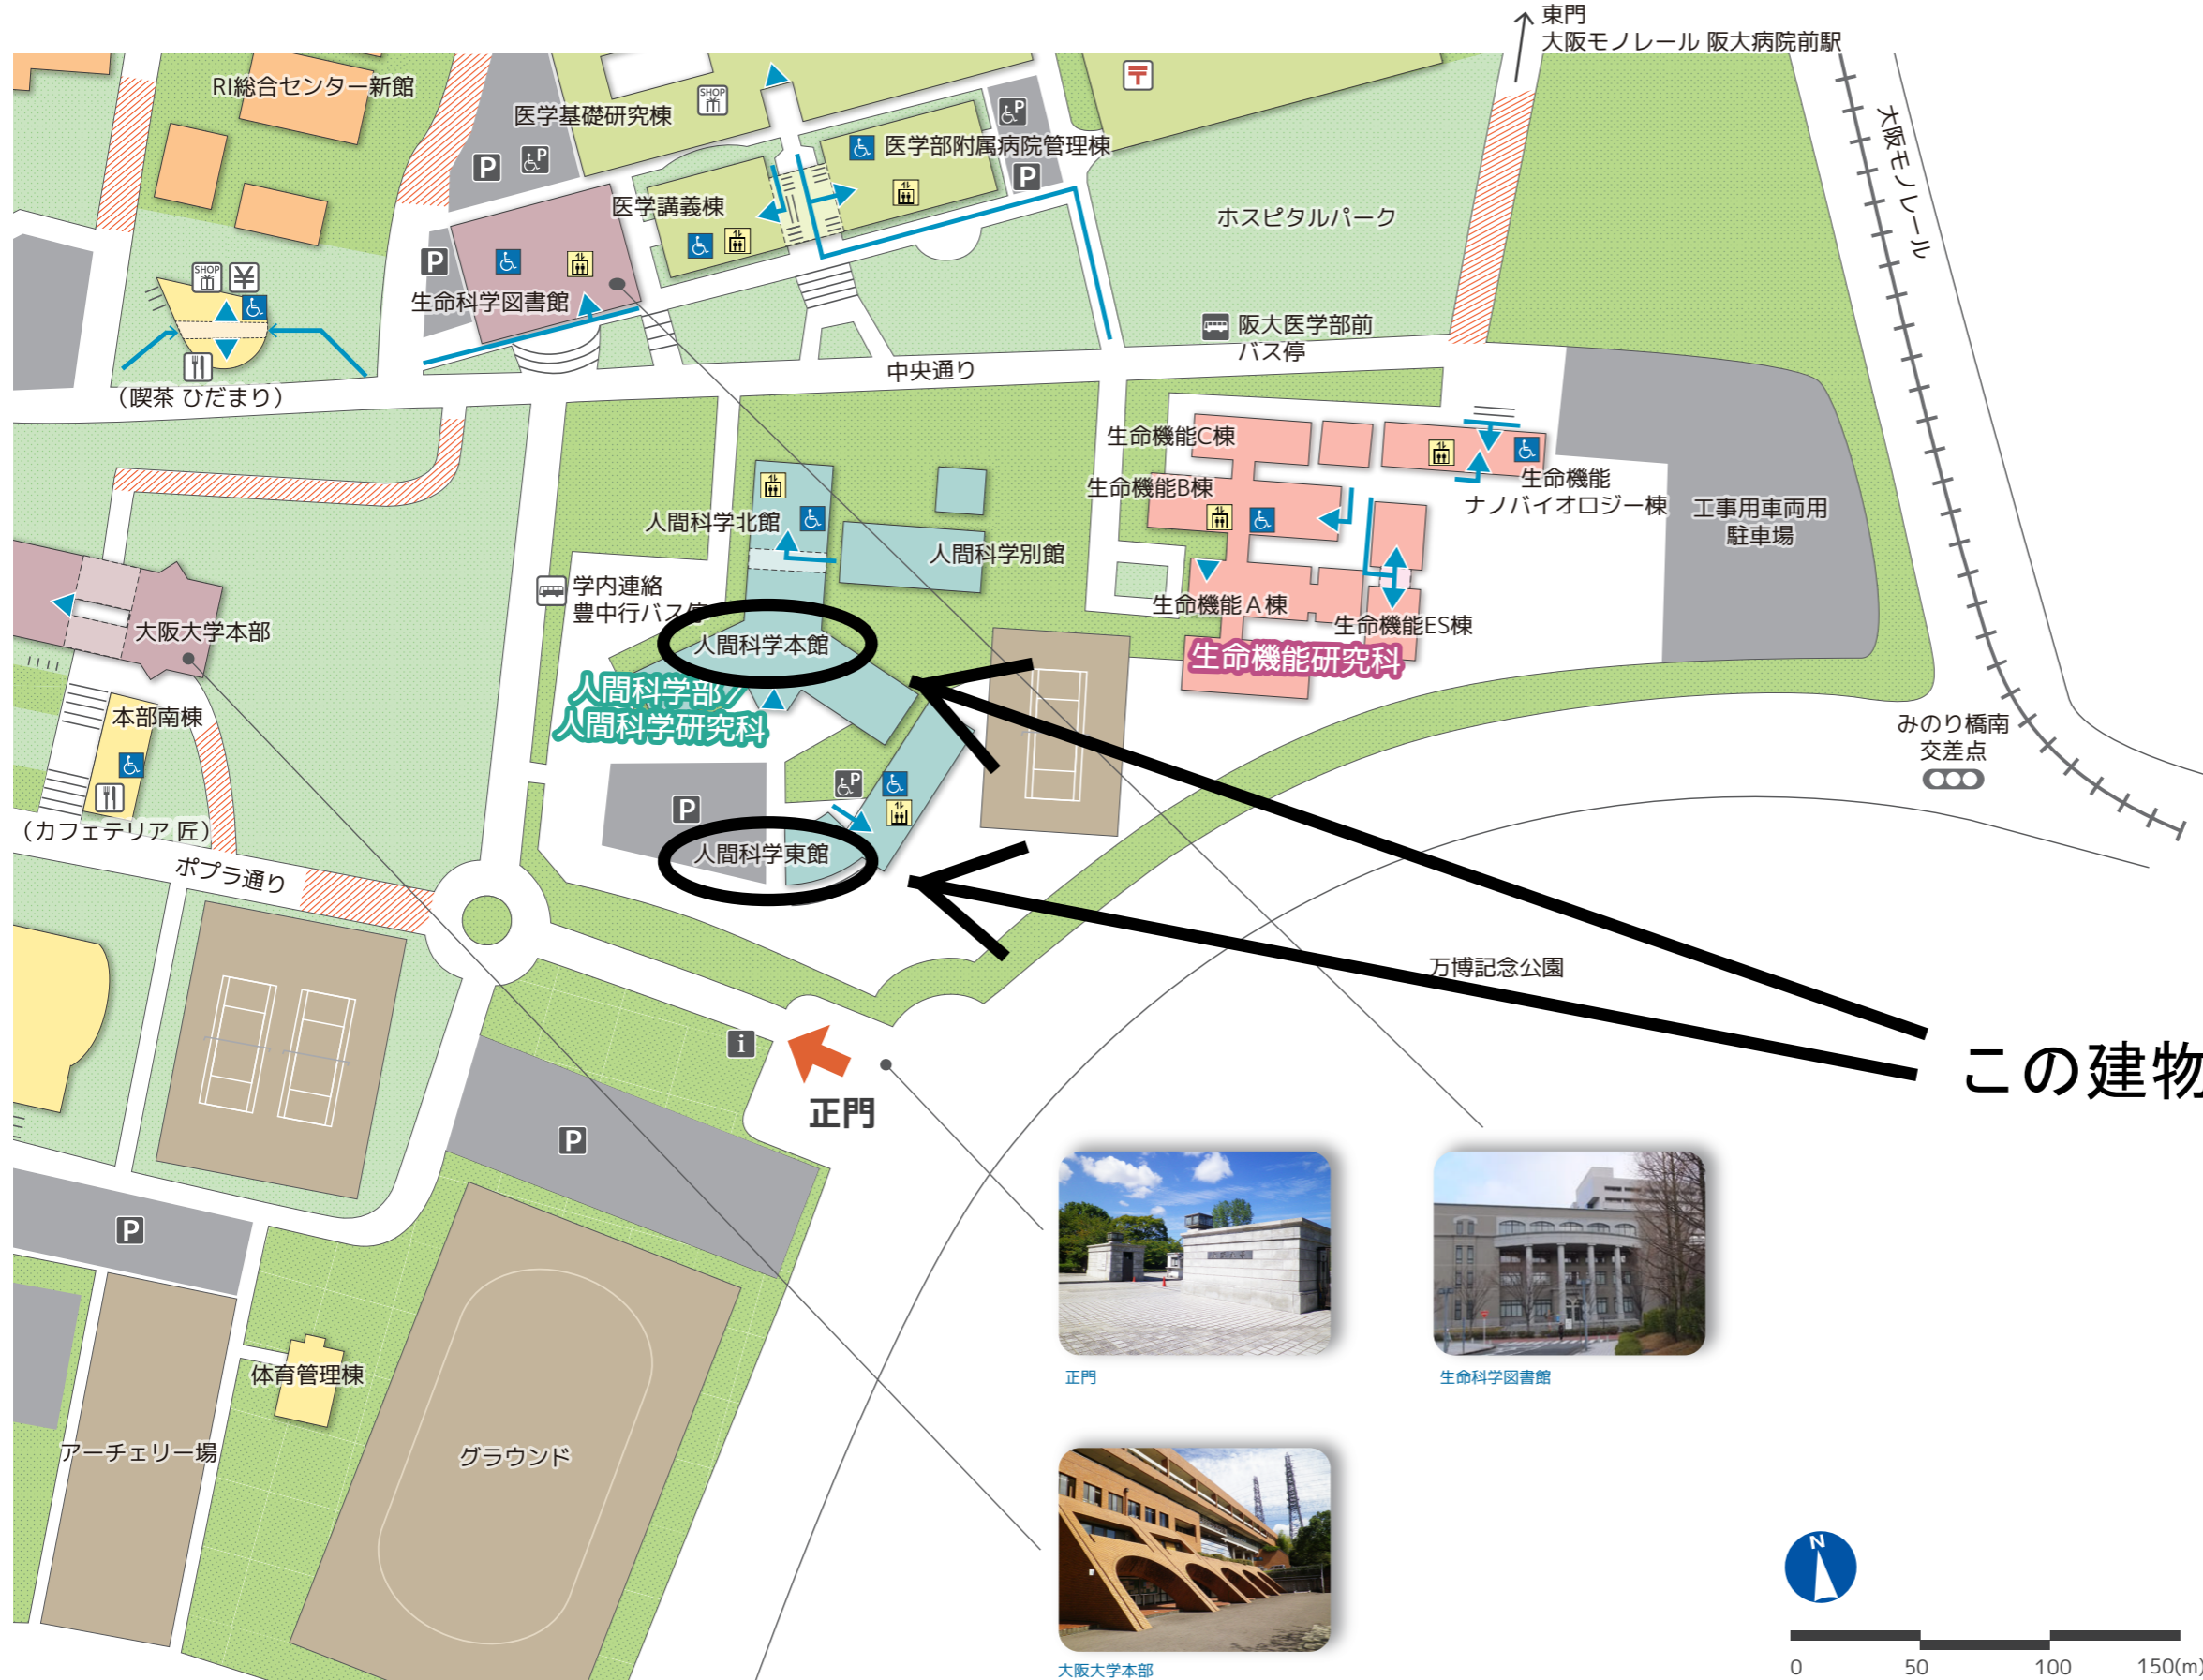 東門
大阪モノレール 阪大病院前駅
大阪モノレール
RI総合センター新館
SHOP
医学基礎研究棟
〒
P
P
P
医学部附属病院管理棟
P
医学講義棟
ホスピタルパーク
P
生命科学図書館
SHOP
¥
阪大医学部前
バス停
中央通り
(喫茶 ひだまり)
生命機能C棟
生命機能B棟
生命機能
ナノバイオロジー棟
工事用車両用
駐車場
人間科学北館
人間科学別館
学内連絡
豊中行バス停
生命機能A棟
生命機能ES棟
大阪大学本部
人間科学本館
生命機能研究科
人間科学部/
人間科学研究科
本部南棟
みのり橋南
交差点
P
P
(カフェテリア 匠)
人間科学東館
ポプラ通り
万博記念公園
i
正門
この建物
P
P
正門
生命科学図書館
体育管理棟
アーチェリー場
グラウンド
大阪大学本部
N
0 50 100 150(m)